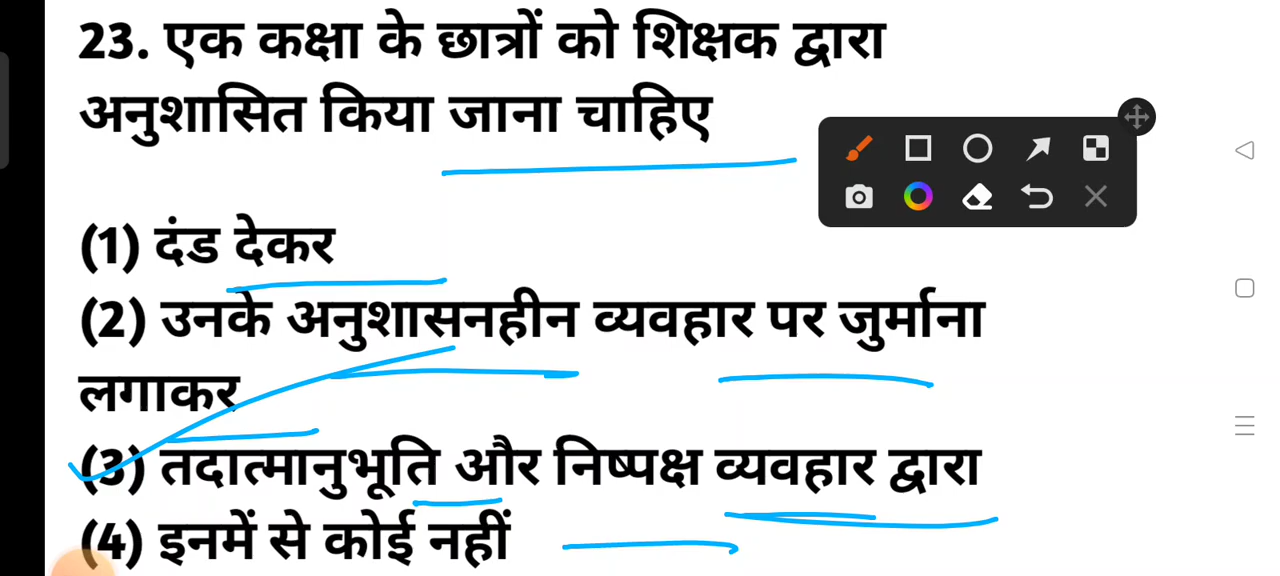 23. एक कक्षा के छात्रों को शिक्षक द्वारा
अनुशासित किया जाना चाहिए
(1) दंड देकर
(2) उनके अनुशासनहीन व्यवहार पर जुर्माना
लगाकर
(3) तदात्मानुभूति और निष्पक्ष व्यवहार द्वारा
(4) इनमें से कोई नहीं